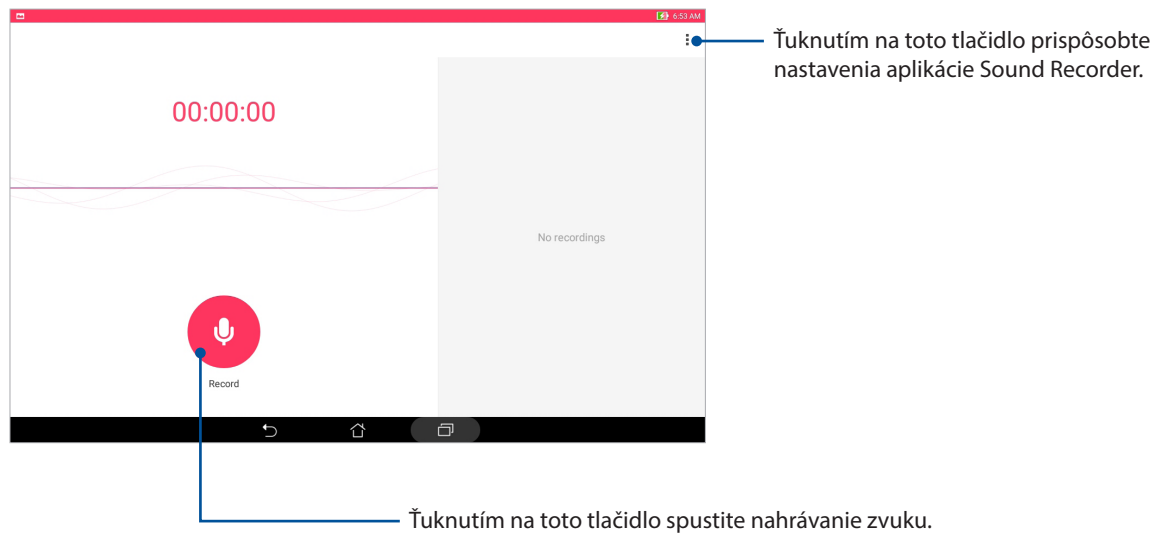 6:53 AM
Ťuknutím na toto tlačidlo prispôsobte
nastavenia aplikácie Sound Recorder.
00:00:00
No recordings
Record
Ťuknutím na toto tlačidlo spustite nahrávanie zvuku.